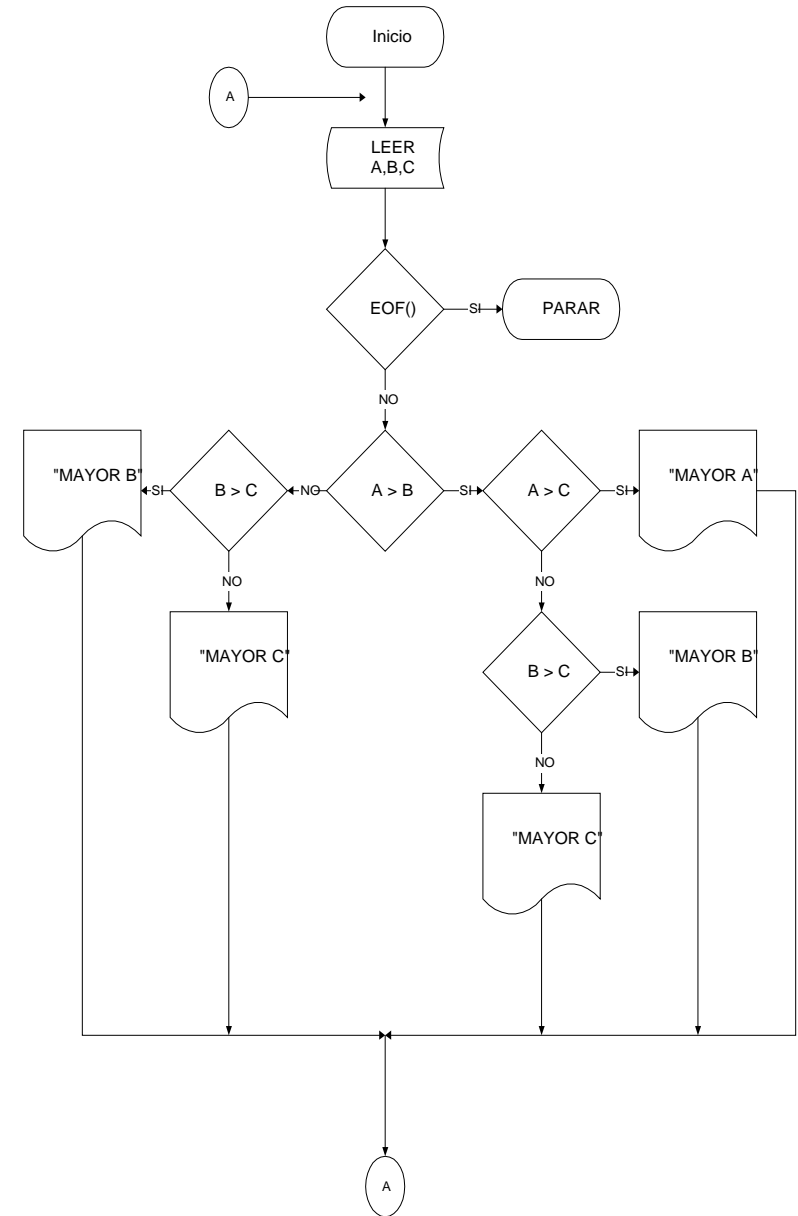 Inicio
A
LEER
A,B,C
EOF()
SI
PARAR
NO
"MAYOR B"
SI
B > C
NO
A > B
SI
A > C
SI
"MAYOR A"
NO
NO
"MAYOR C"
B > C
SI
"MAYOR B"
NO
"MAYOR C"
A